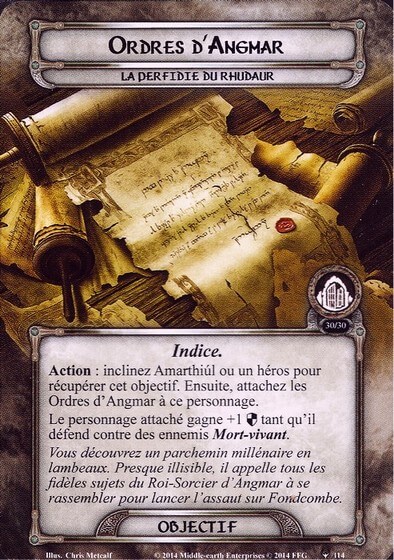 Ordres d'Angmar
La perfidie du Rhudaur
30/30
Indice.
Action : inclinez Amarthiúl ou un héros pour
récupérer cet objectif. Ensuite, attachez les
Ordres d'Angmar à ce personnage.
Le personnage attaché gagne +1 tant qu'il
défend contre des ennemis Mort-vivant.
Vous découvrez un parchemin millénaire en
lambeaux. Presque illisible, il appelle tous les
fidèles sujets du Roi-Sorcier d'Angmar à se
rassembler pour lancer l'assaut sur Fondcombe.
OBJECTIF
Illus. Chris Metcalf
© 2014 Middle-earth Enterprises © 2014 FFG
114